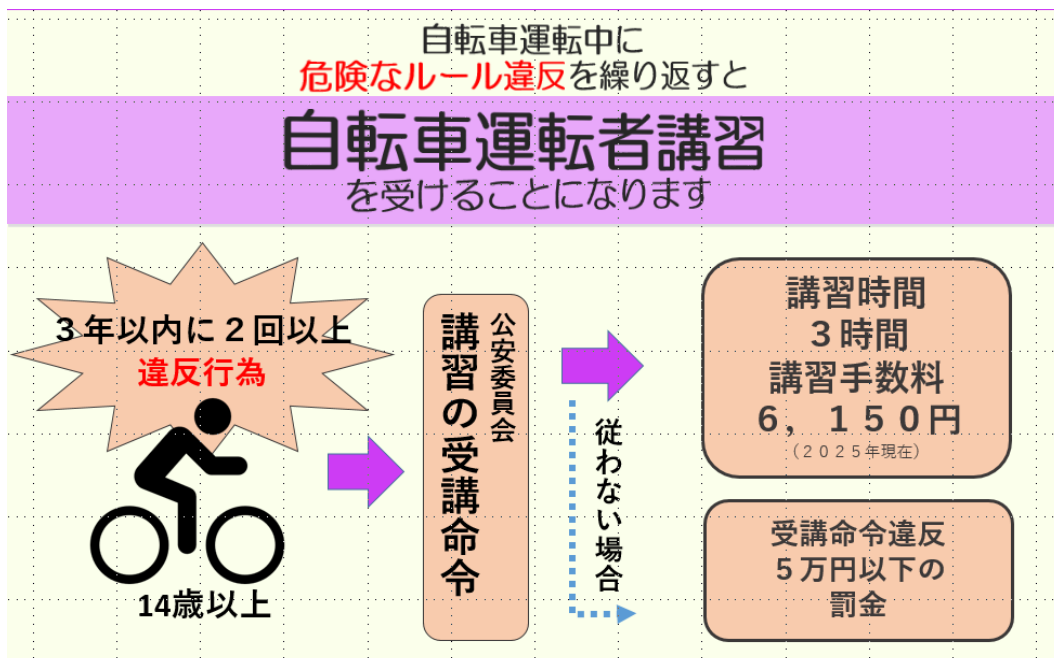 自転車運転中に
危険なルール違反を繰り返すと
自転車運転者講習
を受けることになります
３年以内に２回以上
違反行為
14歳以上
公安委員会
講習の受講命令
従わない場合
講習時間
３時間
講習手数料
６，１５０円
（２０２５年現在）
受講命令違反
５万円以下の
罰金